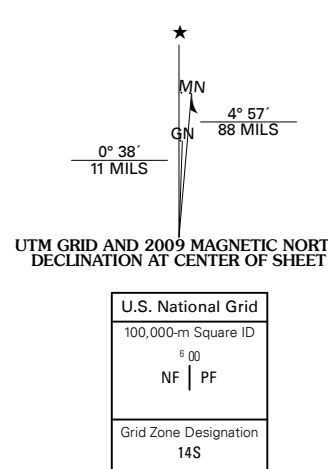 ★
MN
GN
4° 57´
88 MILS
0° 38´
11 MILS
UTM GRID AND 2009 MAGNETIC NORT
DECLINATION AT CENTER OF SHEET
U.S. National Grid
100,000-m Square ID
6 00
NF | PF
Grid Zone Designation
14S